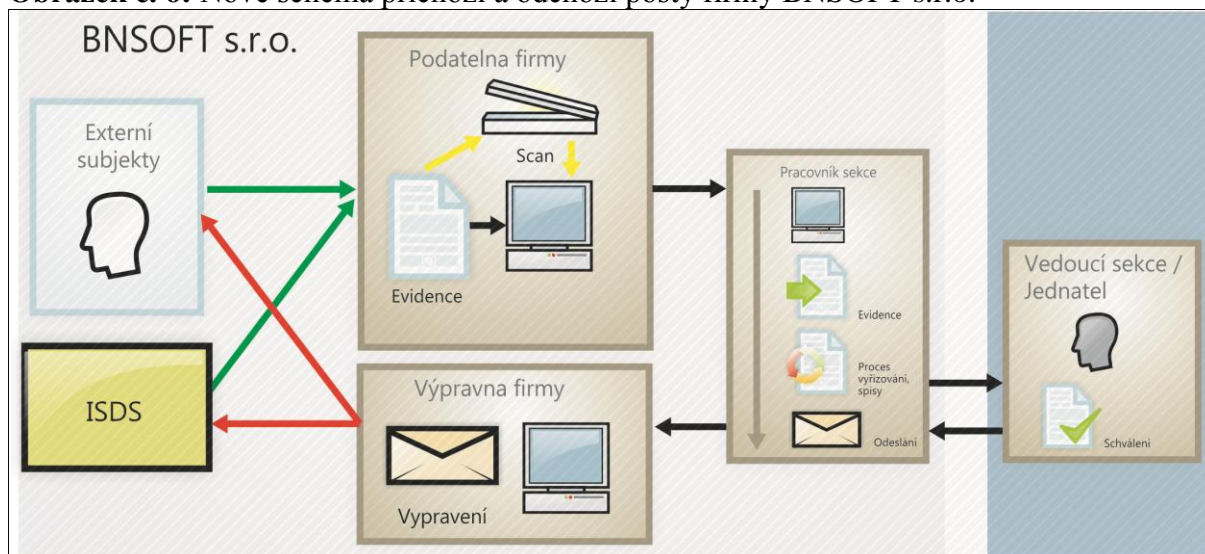 Obrázek č. 6: Nové schéma příchozí a odchozí pošty firmy BNSOFT s.r.o.
BNSOFT s.r.o.
Externí
subjekty
ISDS
Podatelna firmy
Scan
Evidence
Výpravna firmy
Vypravení
Pracovník sekce
Evidence
Proces
vyřizování,
spisy
Odeslání
Vedoucí sekce /
Jednatel
Schválení